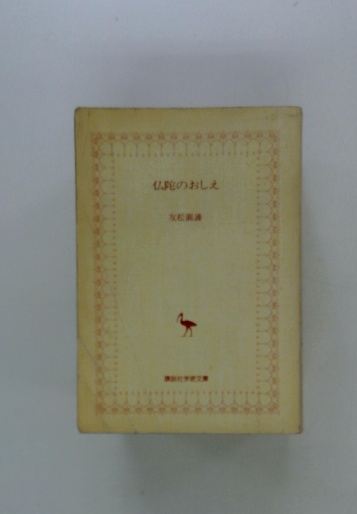 仏陀のおしえ
友松圓諦
講談社学術文庫